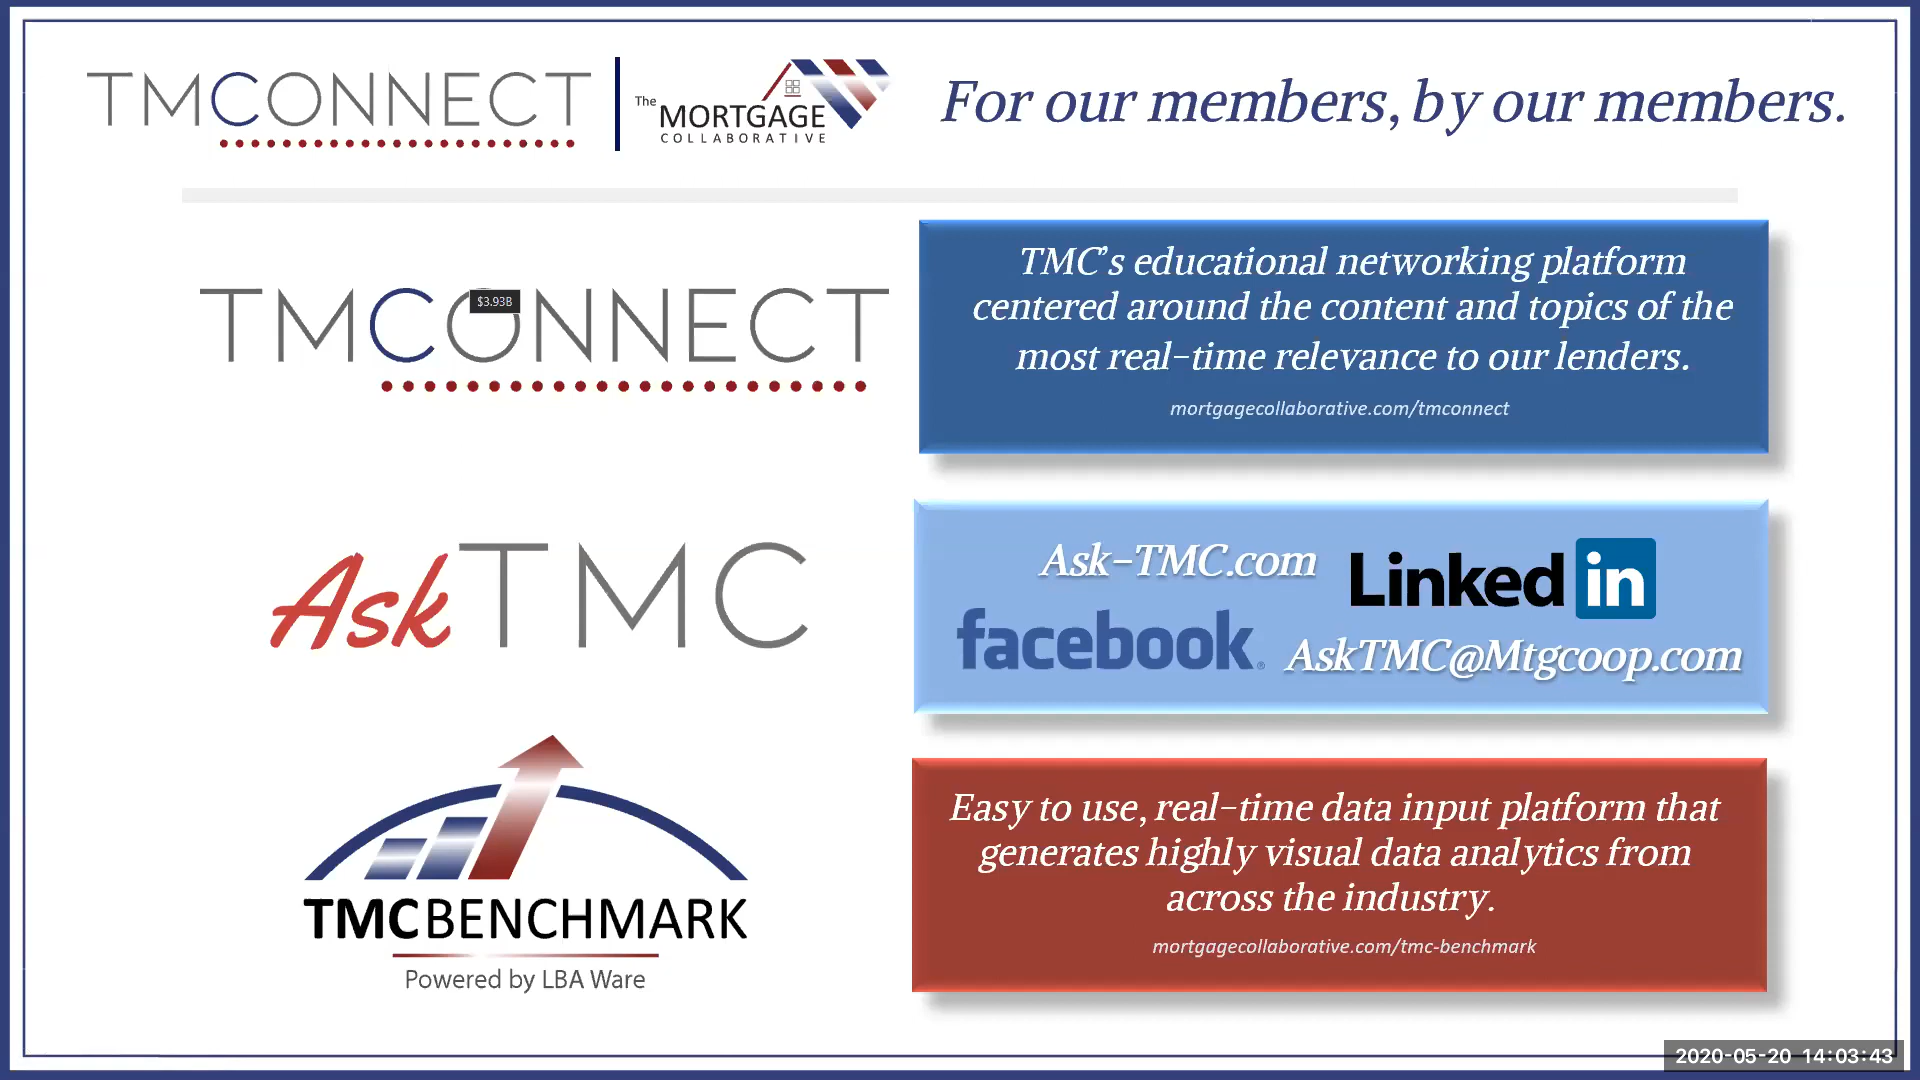 TMCONNECT
The
MORTGAGE
COLLABORATIVE
For our members, by our members.
TMCONNECT
$3.93B
TMC's educational networking platform
centered around the content and topics of the
most real-time relevance to our lenders.
mortgagecollaborative.com/tmconnect
AskTMC
Ask-TMC.com
Linked in
facebook®
AskTMC@Mtgcoop.com
TMCBENCHMARK
Powered by LBA Ware
Easy to use, real-time data input platform that
generates highly visual data analytics from
across the industry.
mortgagecollaborative.com/tmc-benchmark
2020-05-20 14:03:43